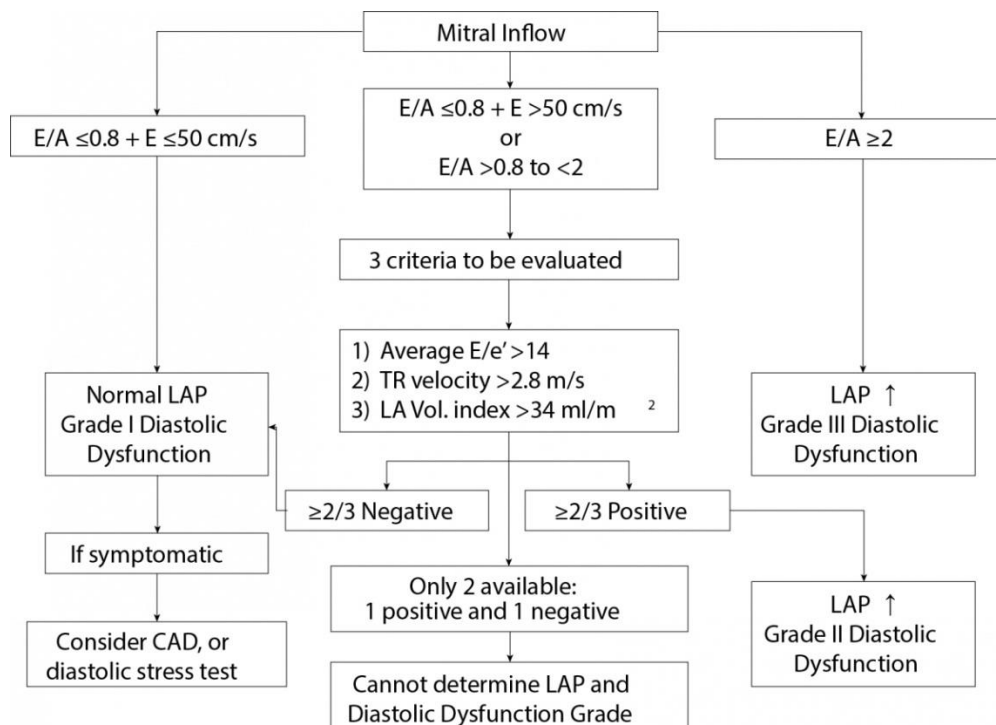 Mitral Inflow
E/A ≤0.8 + E ≤50 cm/s
E/A ≤0.8 + E >50 cm/s
or
E/A >0.8 to <2
E/A ≥2
3 criteria to be evaluated
1) Average E/e’ >14
2) TR velocity >2.8 m/s
3) LA Vol. index >34 ml/m 2
Normal LAP
Grade I Diastolic
Dysfunction
LAP ↑
Grade III Diastolic
Dysfunction
≥2/3 Negative
≥2/3 Positive
If symptomatic
Only 2 available:
1 positive and 1 negative
LAP ↑
Grade II Diastolic
Dysfunction
Consider CAD, or
diastolic stress test
Cannot determine LAP and
Diastolic Dysfunction Grade